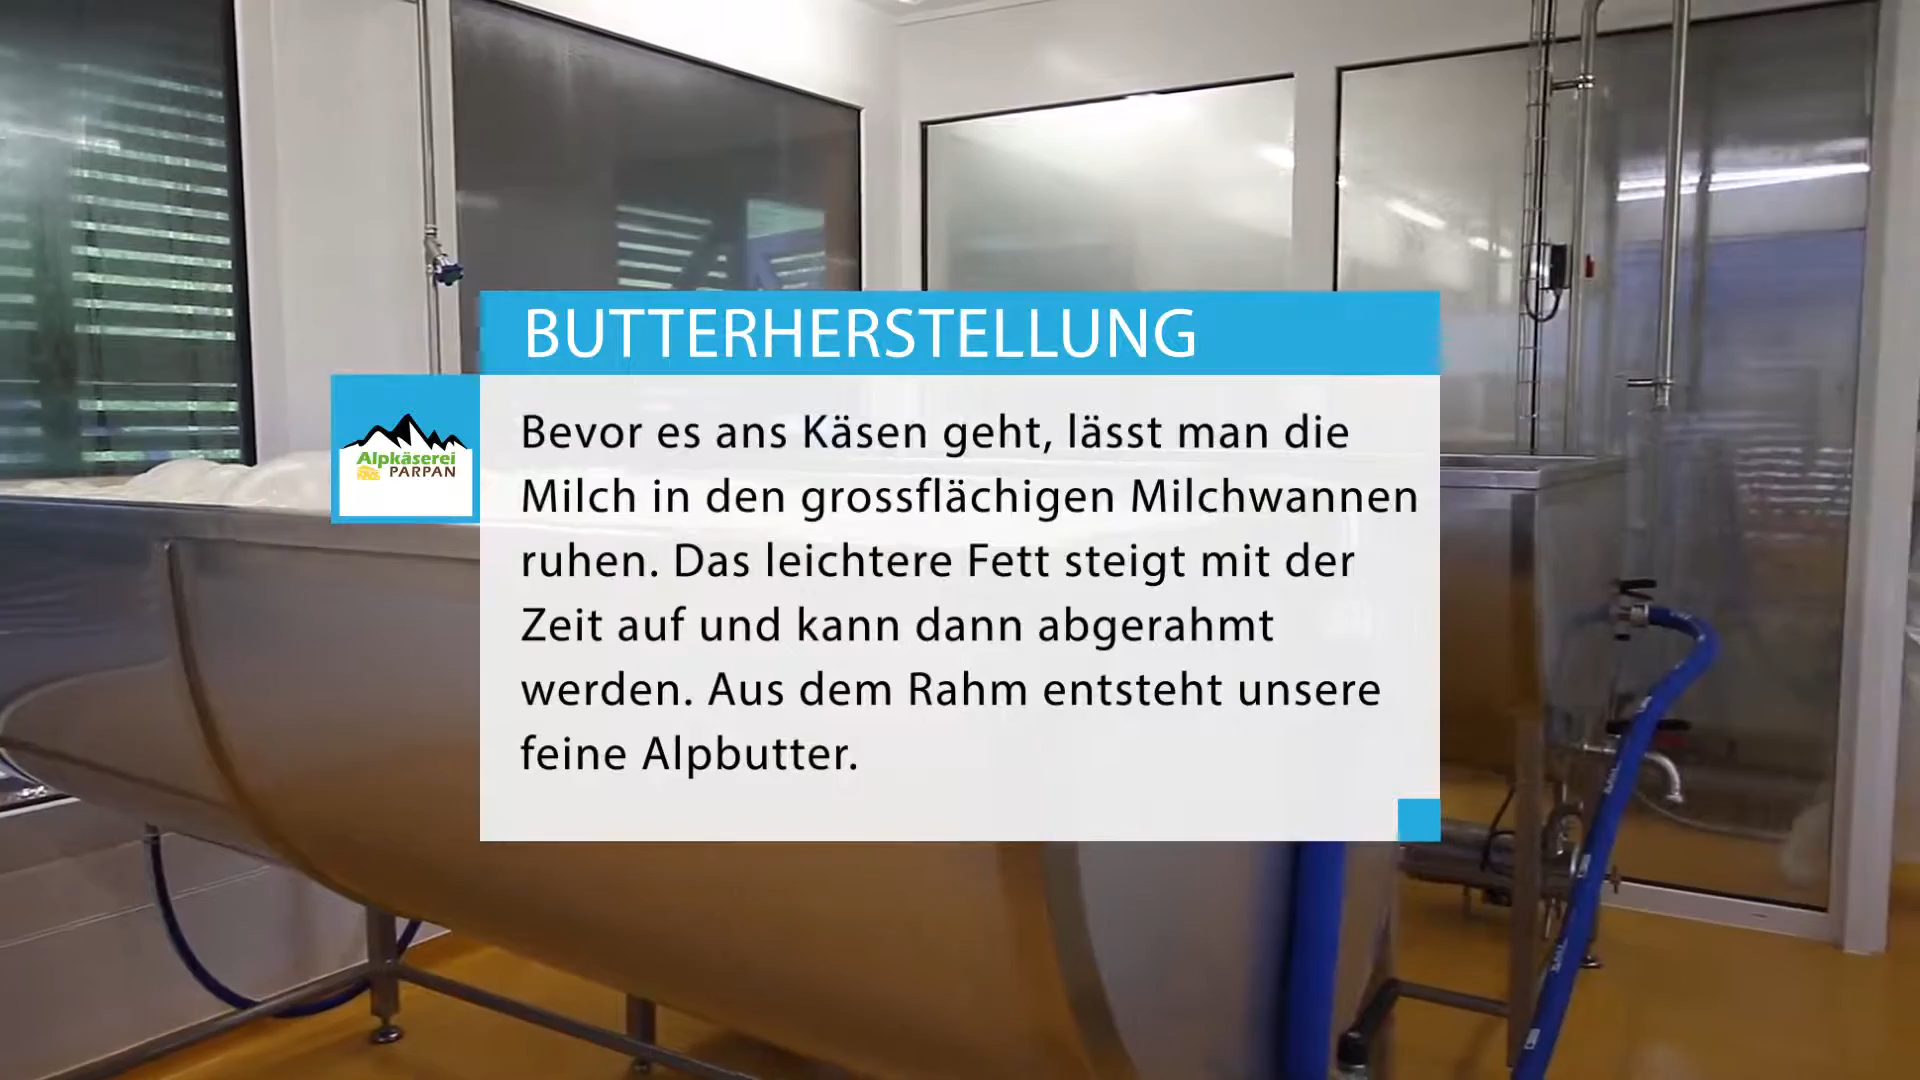 BUTTERHERSTELLUNG
Alpkäserei
PARPAN
Bevor es ans Käsen geht, lässt man die
Milch in den grossflächigen Milchwannen
ruhen. Das leichtere Fett steigt mit der
Zeit auf und kann dann abgerahmt
werden. Aus dem Rahm entsteht unsere
feine Alpbutter.